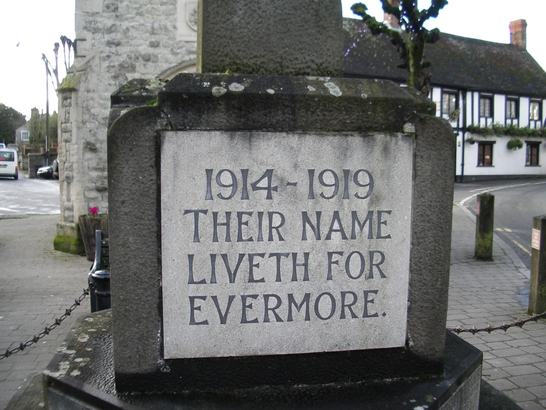 1914 - 1919
THEIR NAME
LIVETH FOR
EVERMORE.